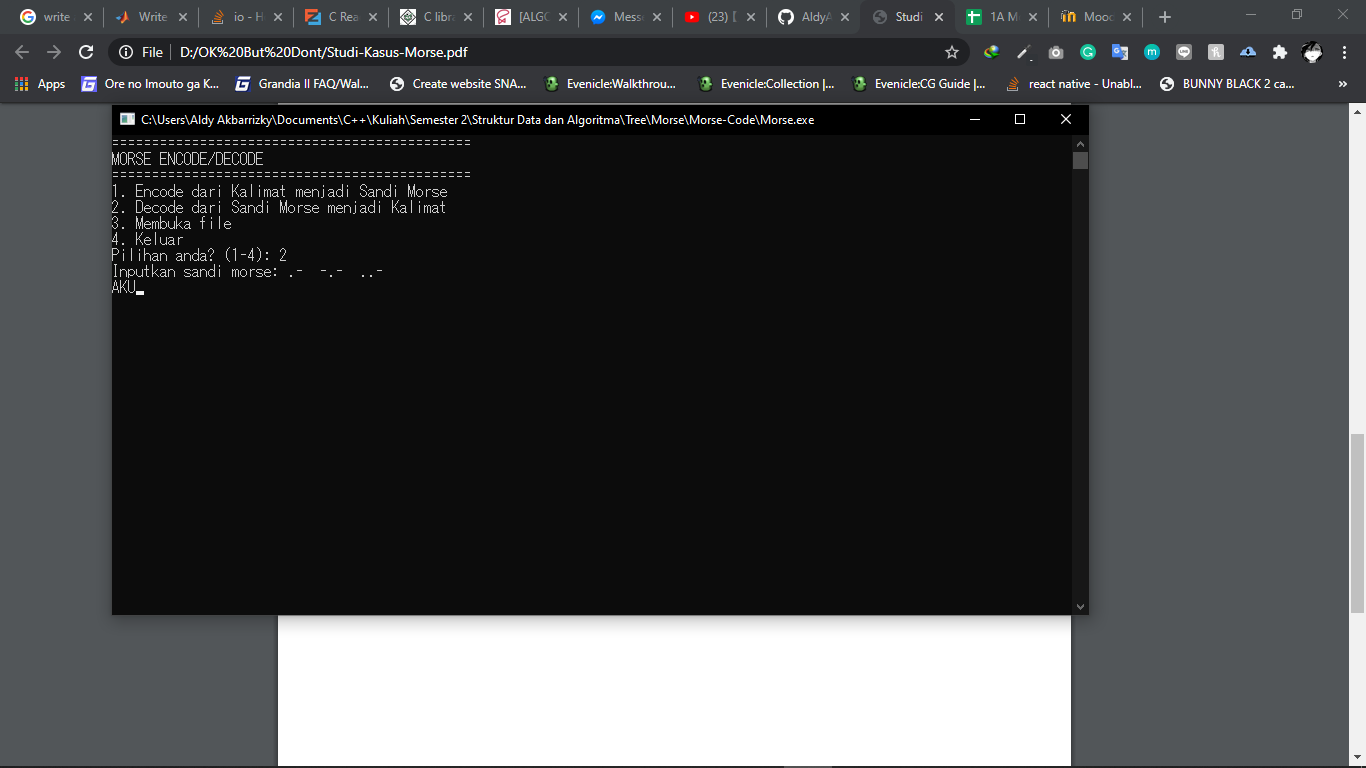 write
Write
io - H
C Rea
C libra
[ALGO
Messe
(23) [
AldyA
Studi
1A M
Mooc
File
D:/OK%20But%20Dont/Studi-Kasus-Morse.pdf
Apps
Ore no Imouto ga K...
Grandia II FAQ/Wal...
Create website SNA...
Evenicle:Walkthrou...
Evenicle:Collection |...
Evenicle:CG Guide |...
react native - Unabl...
BUNNY BLACK 2 ca...
»
C:\Users\Aldy Akbarrizky\Documents\C++\Kuliah\Semester 2\Struktur Data dan Algoritma\Tree\Morse\Morse-Code\Morse.exe
=============================================
MORSE ENCODE/DECODE
=============================================
1. Encode dari Kalimat menjadi Sandi Morse
2. Decode dari Sandi Morse menjadi Kalimat
3. Membuka file
4. Keluar
Pilihan anda? (1-4): 2
Inputkan sandi morse: .-  -.-  ..-
AKU